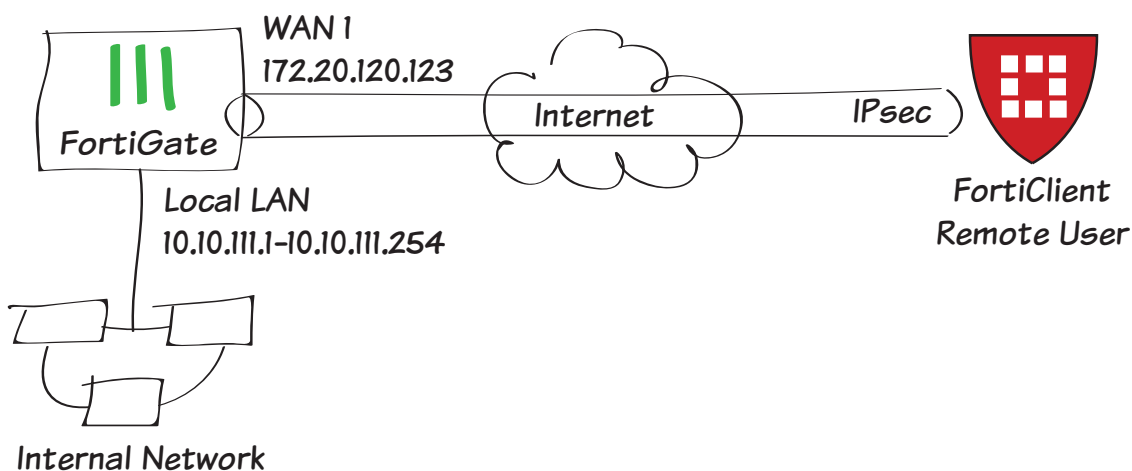 WAN 1
172.20.120.123
FortiGate
Internet
IPsec
Local LAN
10.10.111.1-10.10.111.254
FortiClient
Remote User
Internal Network